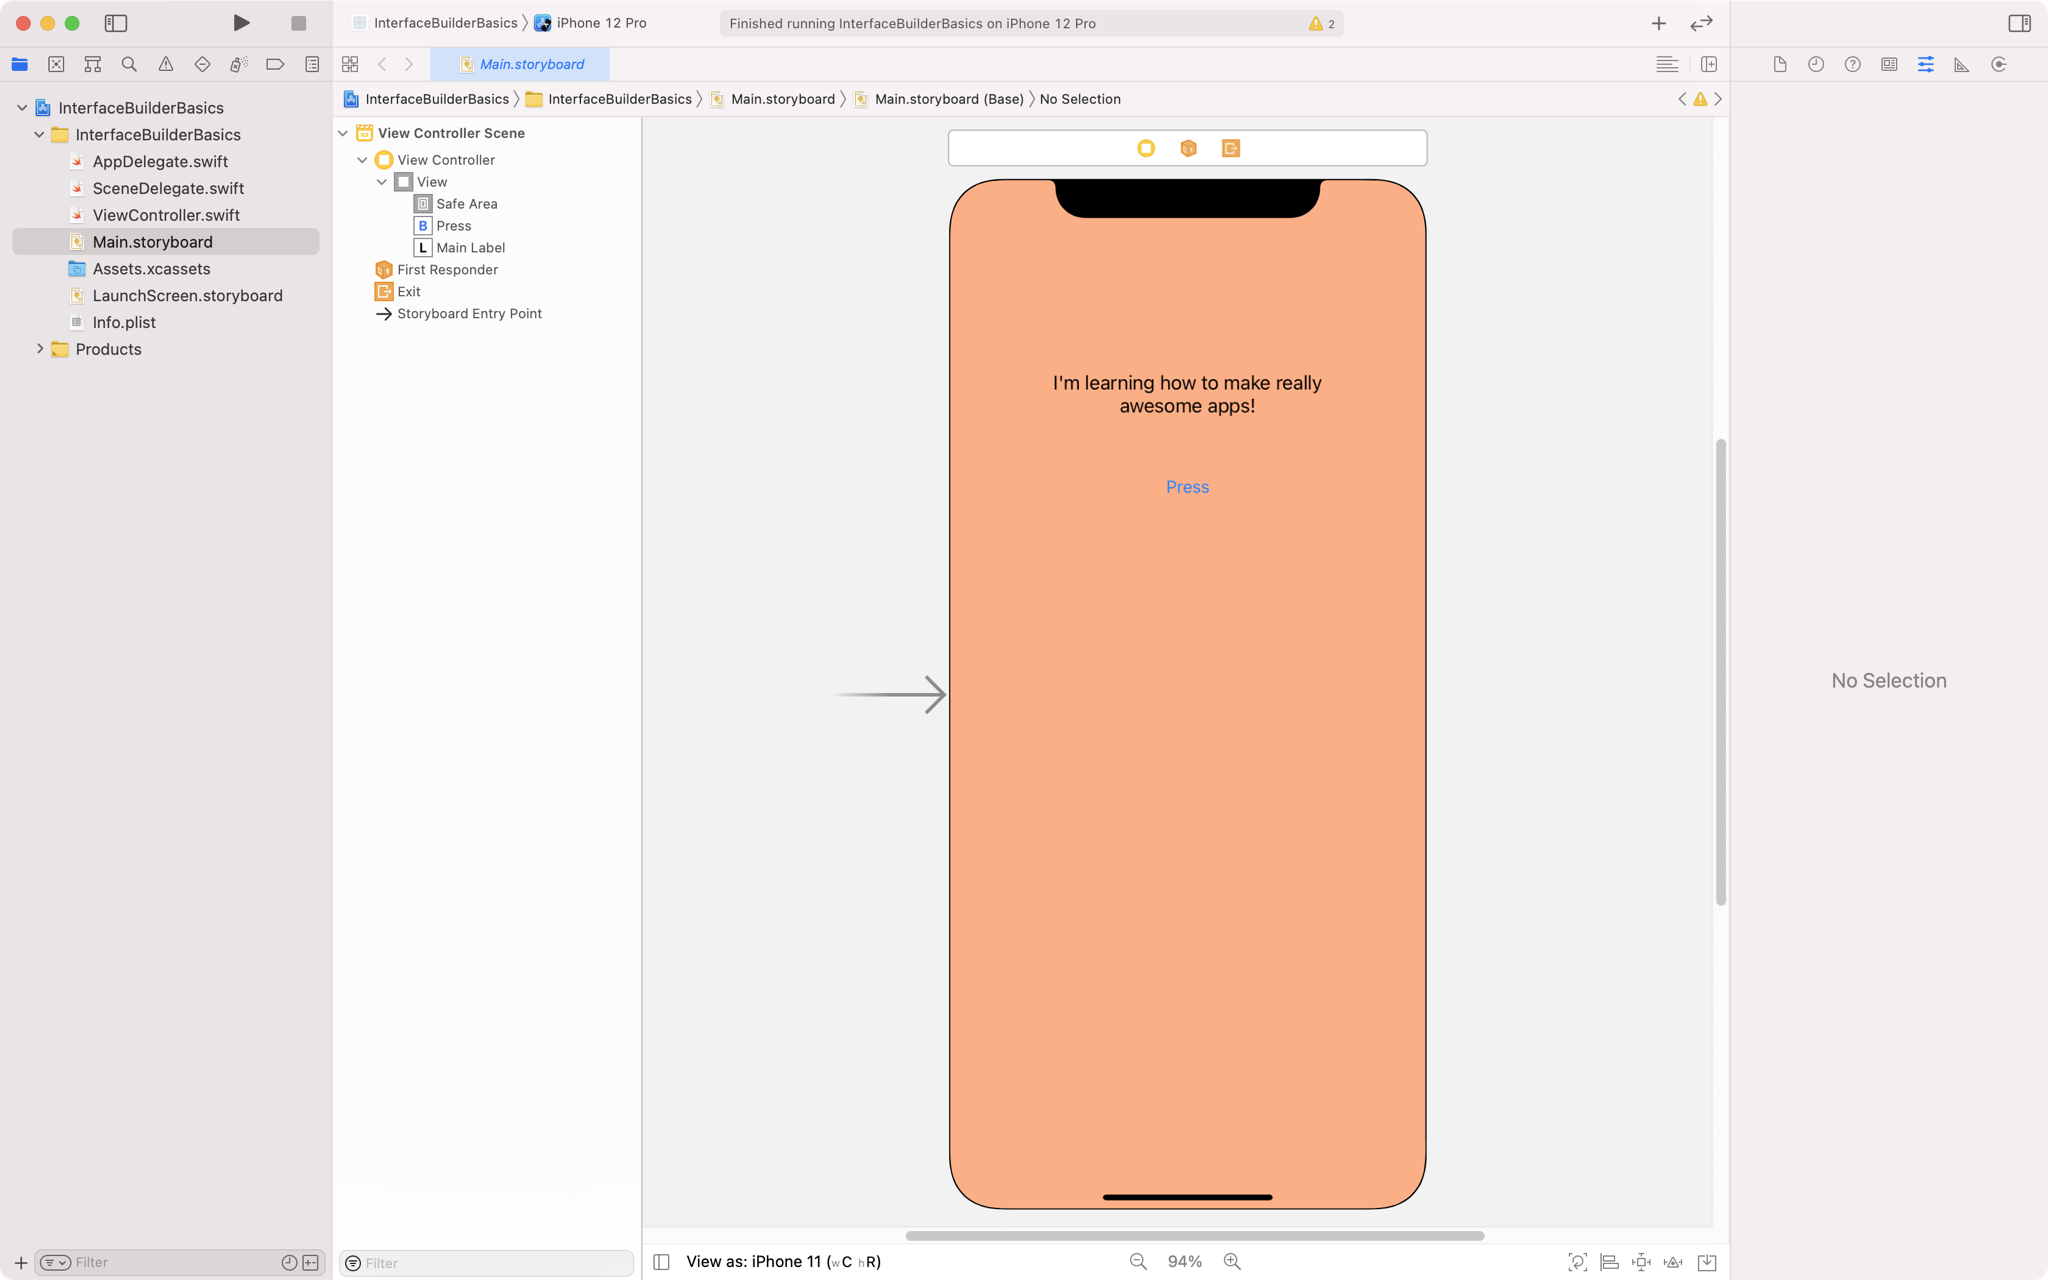 InterfaceBuilderBasics
iPhone 12 Pro
Finished running InterfaceBuilderBasics on iPhone 12 Pro
2
Main.storyboard
InterfaceBuilderBasics
InterfaceBuilderBasics
Main.storyboard
Main.storyboard (Base)
No Selection
InterfaceBuilderBasics
InterfaceBuilderBasics
AppDelegate.swift
SceneDelegate.swift
ViewController.swift
Main.storyboard
Assets.xcassets
LaunchScreen.storyboard
Info.plist
Products
View Controller Scene
View Controller
View
Safe Area
B Press
L Main Label
First Responder
Exit
Storyboard Entry Point
I'm learning how to make really
awesome apps!
Press
No Selection
Filter
Filter
View as: iPhone 11 (wC hR)
94%